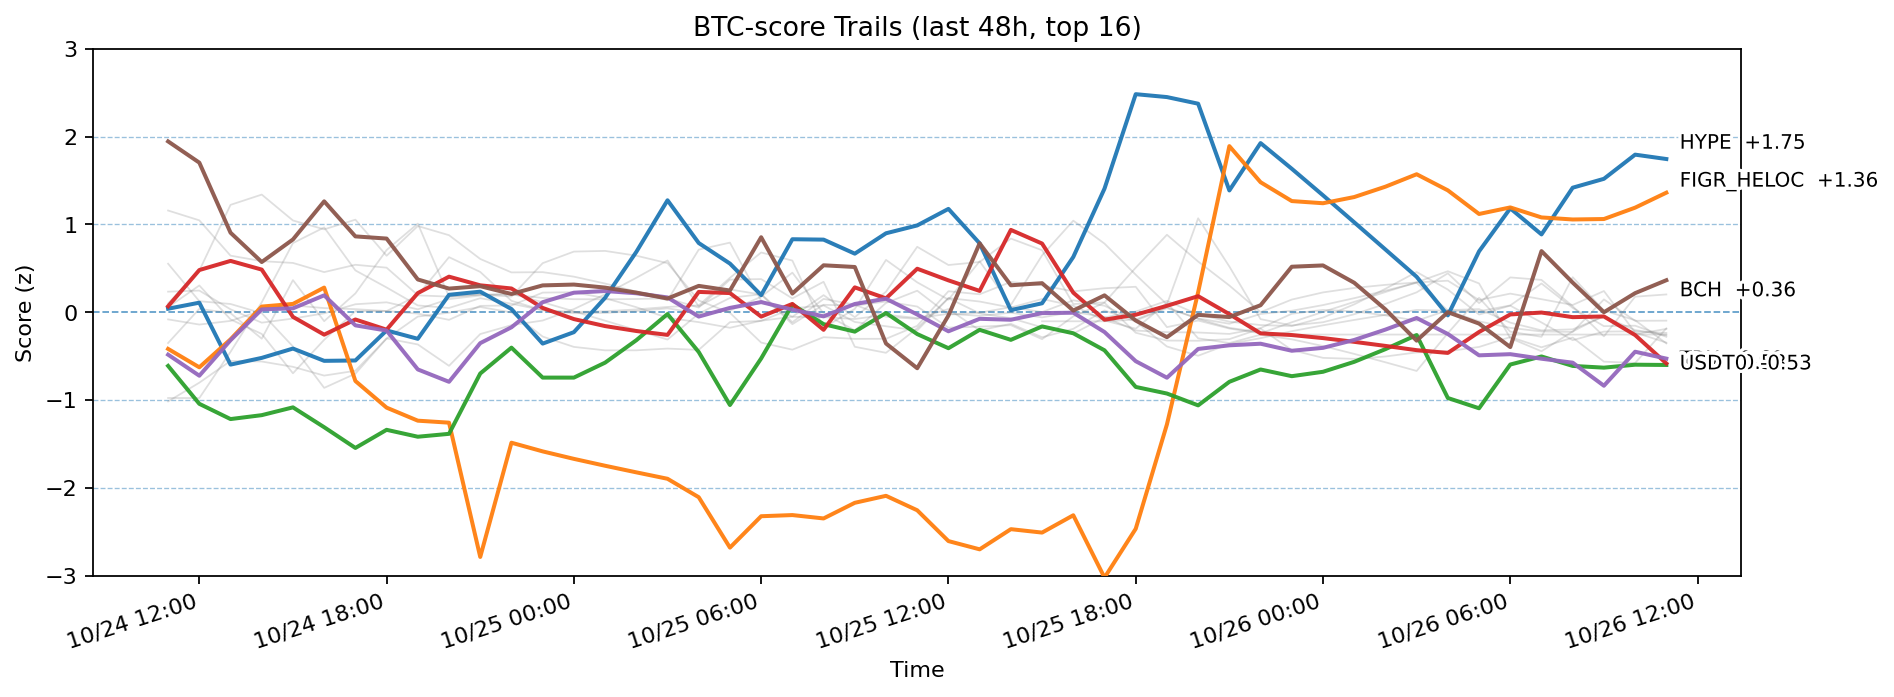 BTC-score Trails (last 48h, top 16)
Score (z)
3
2
1
0
−1
−2
−3
HYPE +1.75
FIGR_HELOC +1.36
BCH +0.36
USDT0 -0.53
10/24 12:00
10/24 18:00
10/25 00:00
10/25 06:00
10/25 12:00
10/25 18:00
10/26 00:00
10/26 06:00
10/26 12:00
Time